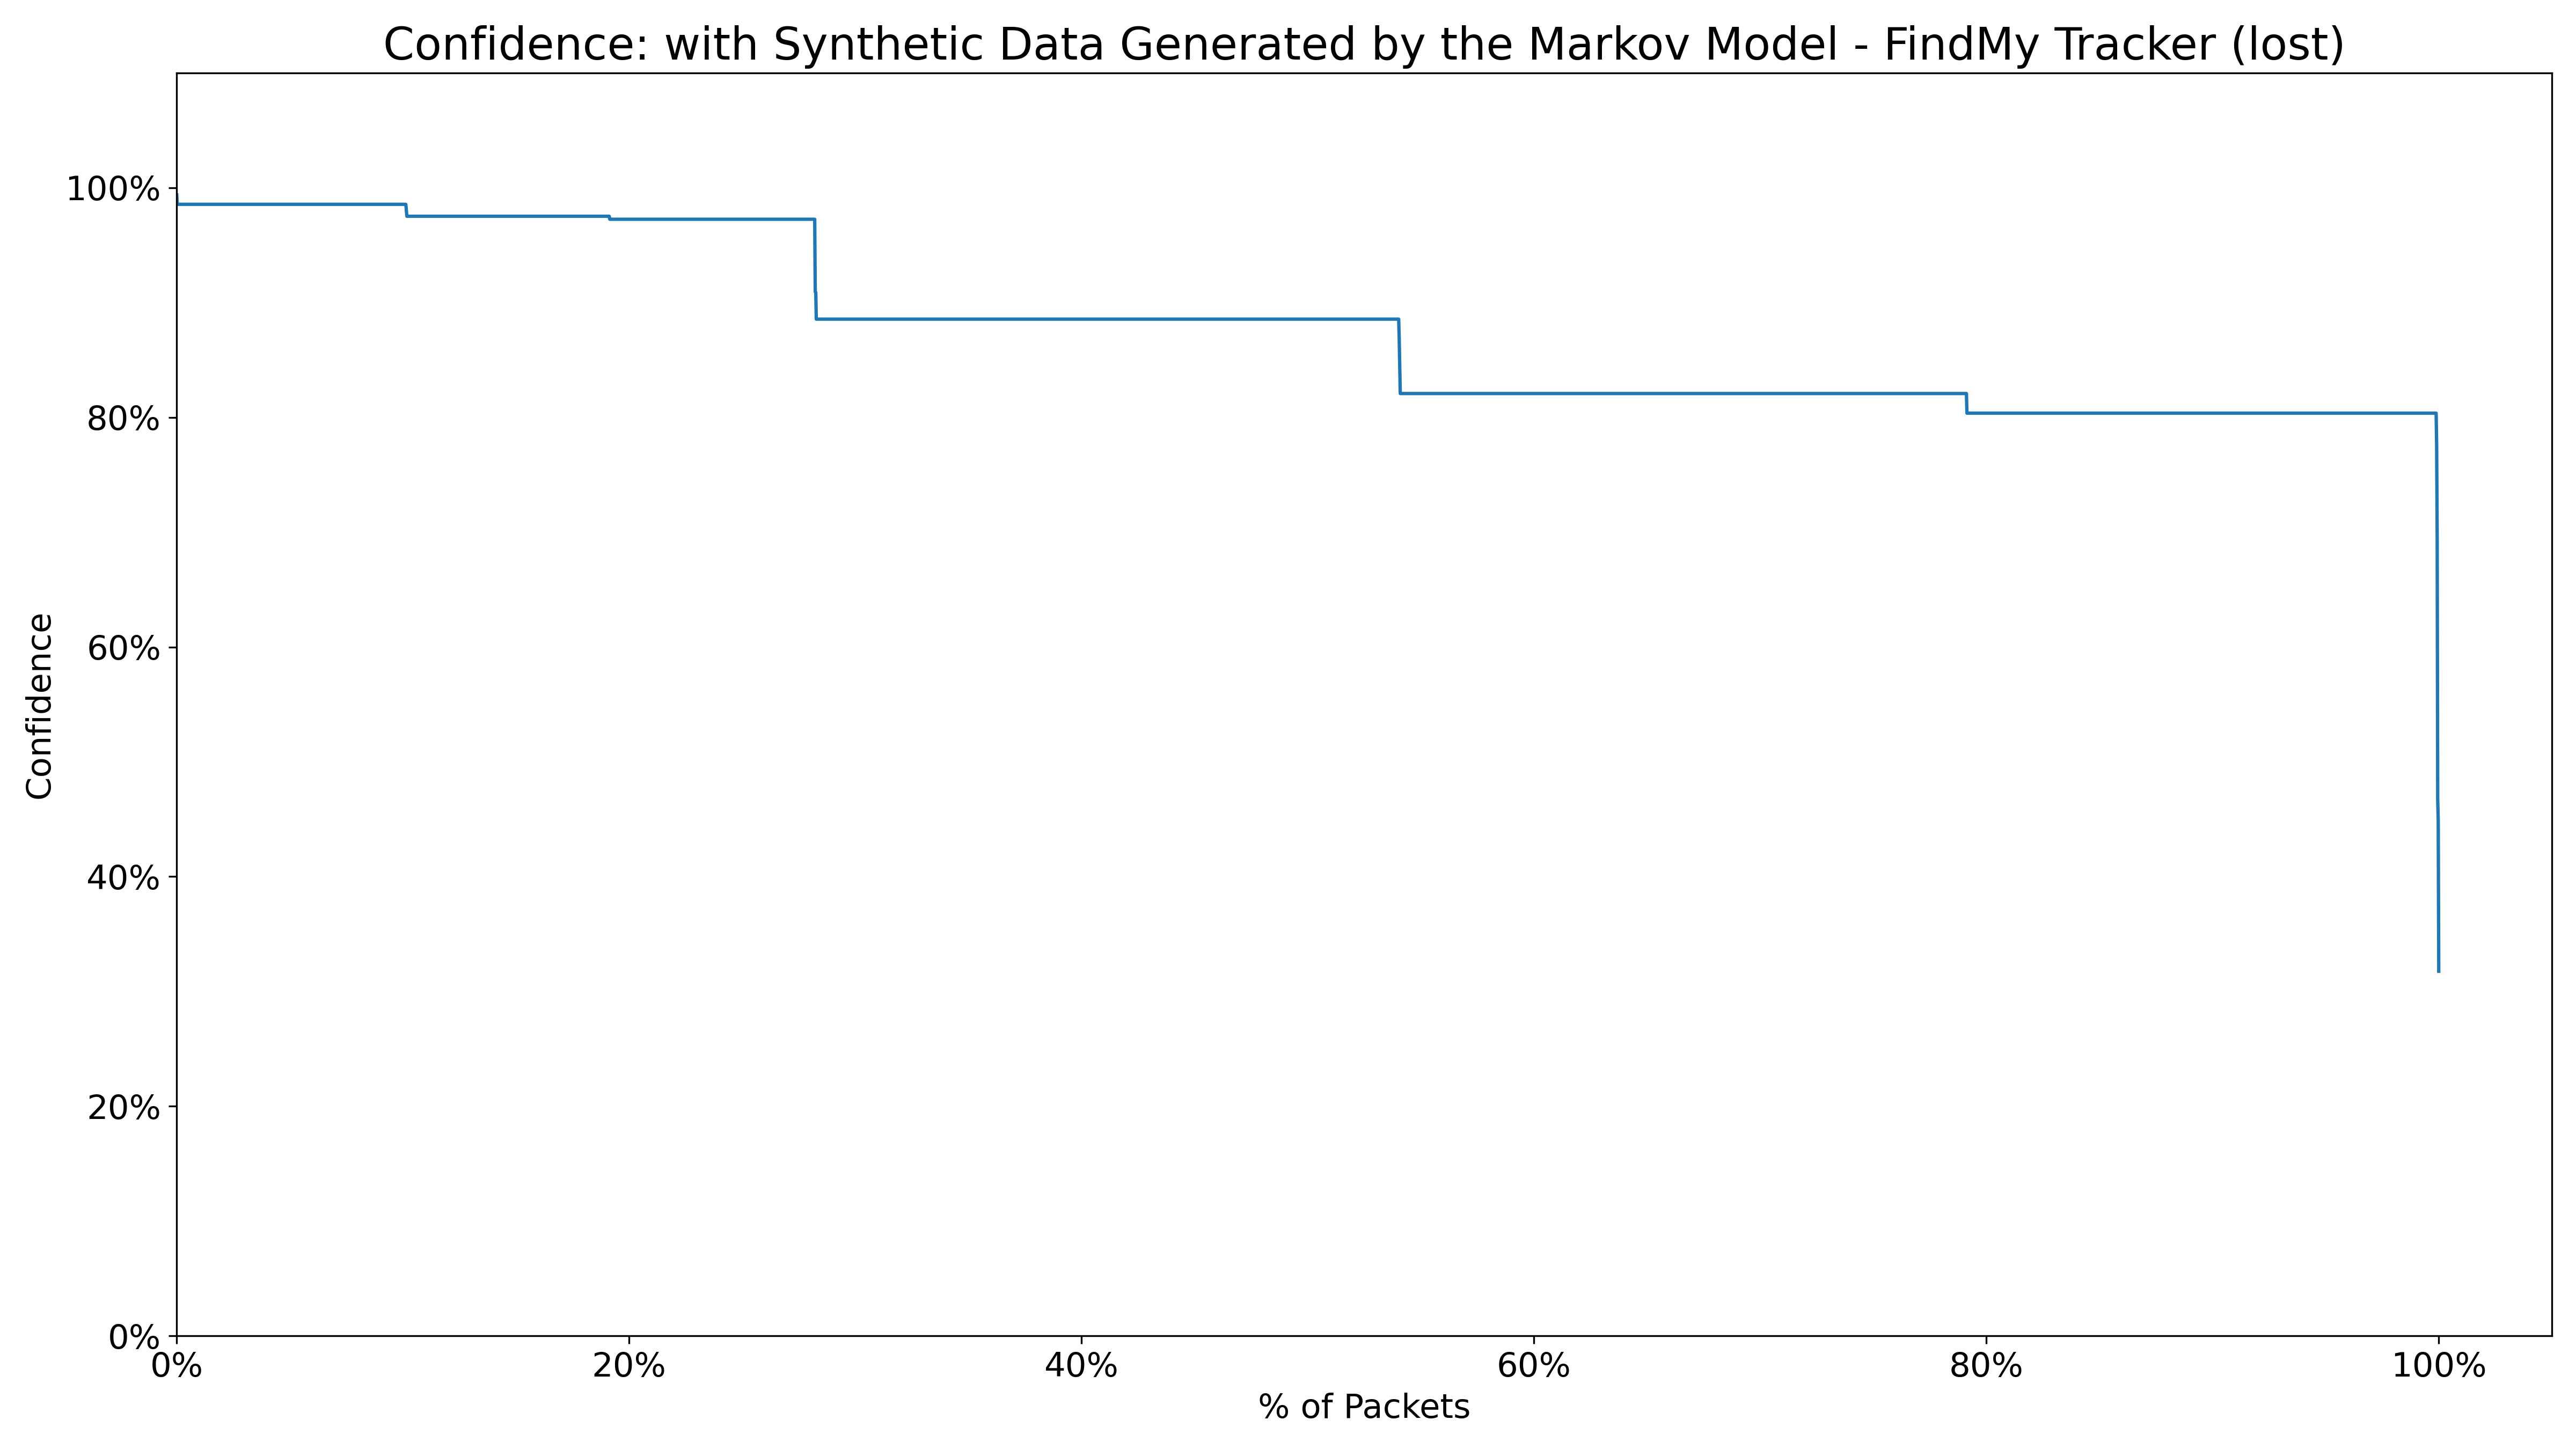 Confidence: with Synthetic Data Generated by the Markov Model - FindMy Tracker (lost)
100%
80%
60%
40%
20%
0%
Confidence
0% 20% 40% 60% 80% 100%
% of Packets